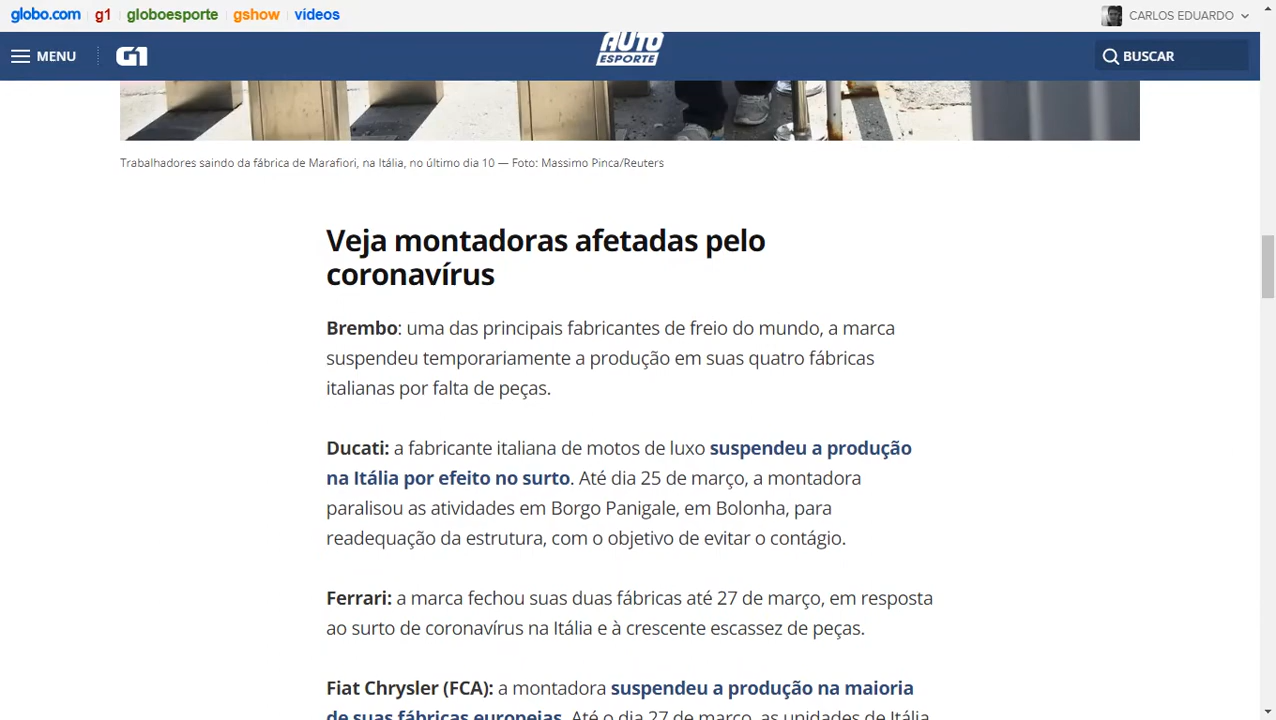 globo.com g1 globoesporte gshow vídeos CARLOS EDUARDO
MENU G1 AUTO ESPORTE BUSCAR
Trabalhadores saindo da fábrica de Marafiori, na Itália, no último dia 10 — Foto: Massimo Pinca/Reuters
Veja montadoras afetadas pelo
coronavírus
Brembo: uma das principais fabricantes de freio do mundo, a marca
suspendeu temporariamente a produção em suas quatro fábricas
italianas por falta de peças.
Ducati: a fabricante italiana de motos de luxo suspendeu a produção
na Itália por efeito no surto. Até dia 25 de março, a montadora
paralisou as atividades em Borgo Panigale, em Bolonha, para
readequação da estrutura, com o objetivo de evitar o contágio.
Ferrari: a marca fechou suas duas fábricas até 27 de março, em resposta
ao surto de coronavírus na Itália e à crescente escassez de peças.
Fiat Chrysler (FCA): a montadora suspendeu a produção na maioria
de suas fábricas europeias. Até o dia 27 de março, as unidades de Itália,